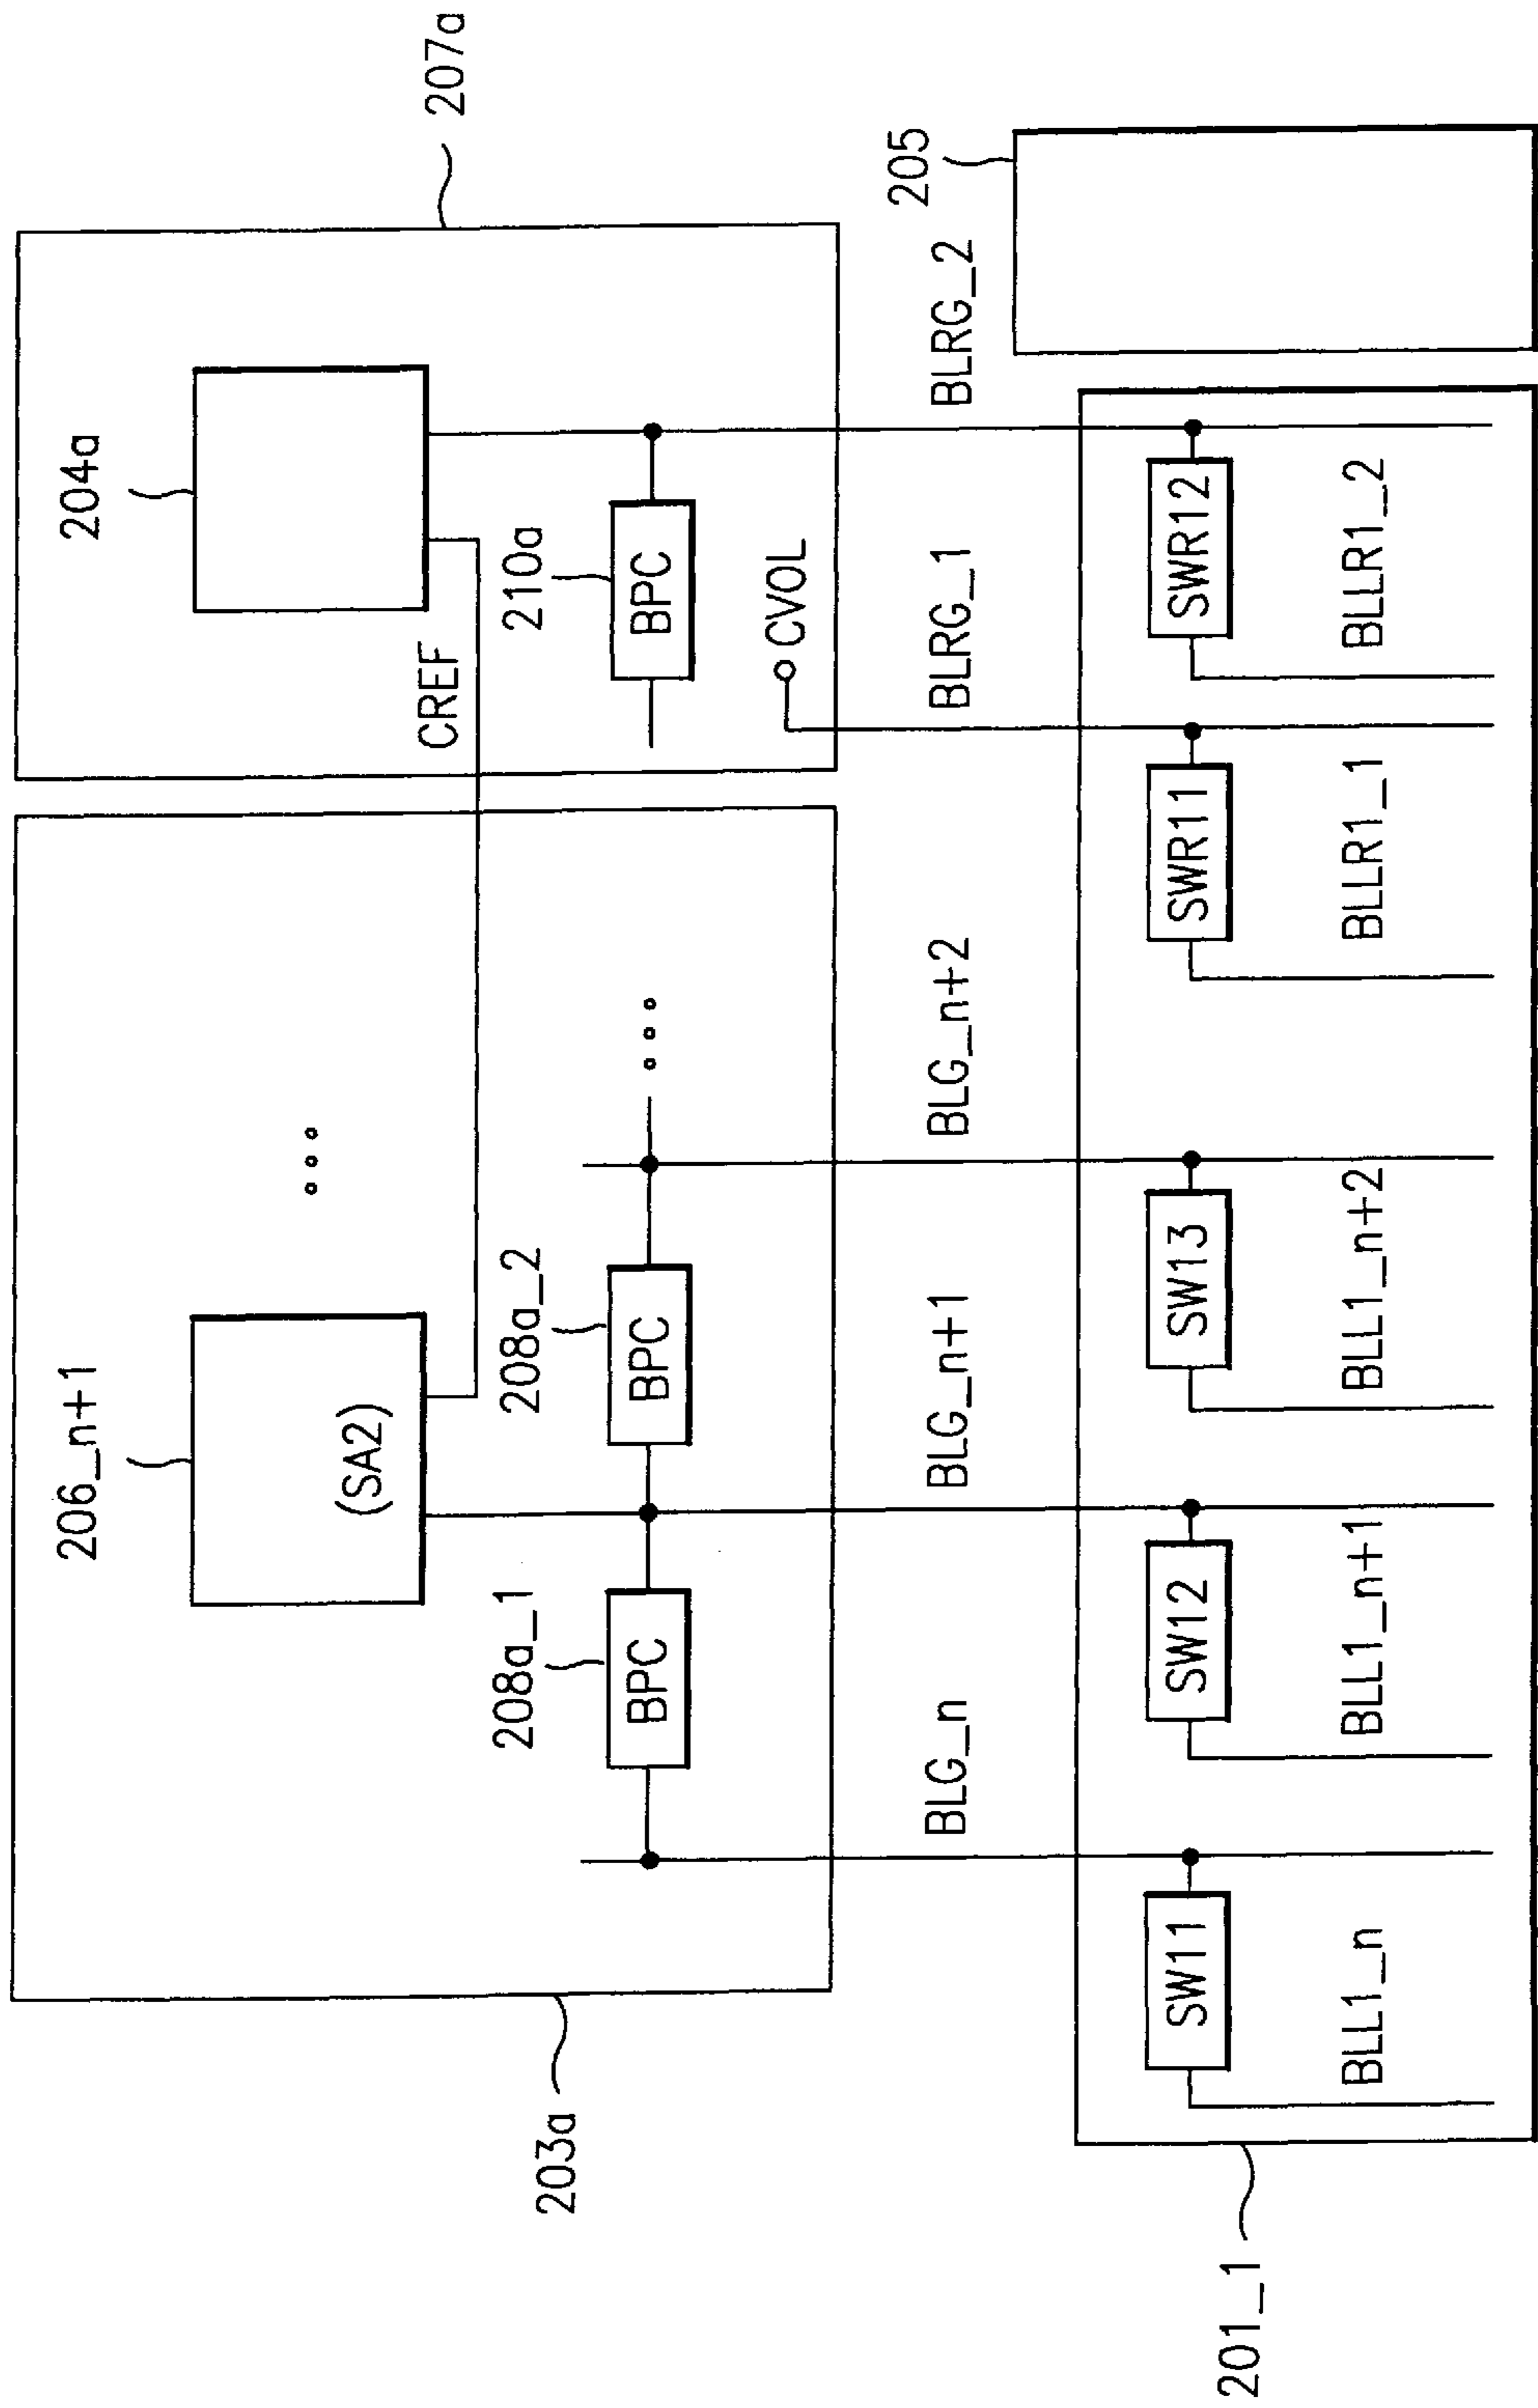 207a
204a
206_n+1
(SA2)
CREF
210a
BPC
208a_2
BPC
208a_1
BPC
CVOL
203a
205
BLRG_2
BLRG_1
BLG_n+2
BLG_n+1
BLG_n
SWR12
SWR11
SW13
SW12
SW11
BLLR1_2
BLLR1_1
BLL1_n+2
BLL1_n+1
BLL1_n
201_1